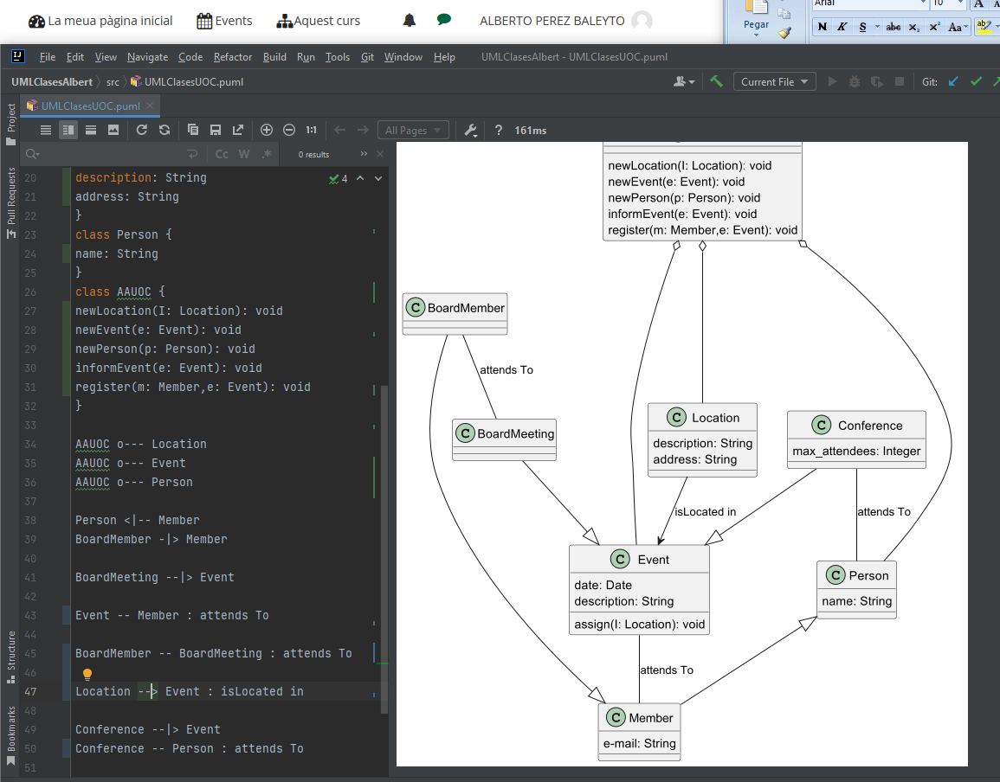 La meua pàgina inicial
Events
Aquest curs
ALBERTO PEREZ BALEYTO
Pegar
Arial
10
A
A
N K S abc x₂ x² Aa ab
IJ
File Edit View Navigate Code Refactor Build Run Tools Git Window Help
UMLClasesAlbert - UMLClasesUOC.puml
UMLClasesAlbert
src
UMLClasesUOC.puml
Current File
Git:
Project
Pull Requests
Structure
Bookmarks
UMLClasesUOC.puml
1:1
All Pages
?
161ms
Cc W .*
0 results
4
20 description: String
21 address: String
22 }
23 class Person {
24 name: String
25 }
26 class AAUOC {
27 newLocation(I: Location): void
28 newEvent(e: Event): void
29 newPerson(p: Person): void
30 informEvent(e: Event): void
31 register(m: Member,e: Event): void
32 }
33
34 AAUOC o--- Location
35 AAUOC o--- Event
36 AAUOC o--- Person
37
38 Person <|-- Member
39 BoardMember -|> Member
40
41 BoardMeeting --|> Event
42
43 Event -- Member : attends To
44
45 BoardMember -- BoardMeeting : attends To
46
47 Location --> Event : isLocated in
48
49 Conference --|> Event
50 Conference -- Person : attends To
51
newLocation(I: Location): void
newEvent(e: Event): void
newPerson(p: Person): void
informEvent(e: Event): void
register(m: Member,e: Event): void
C BoardMember
attends To
C BoardMeeting
C Location
description: String
address: String
C Conference
max_attendees: Integer
isLocated in
attends To
C Event
date: Date
description: String
assign(I: Location): void
C Person
name: String
attends To
C Member
e-mail: String